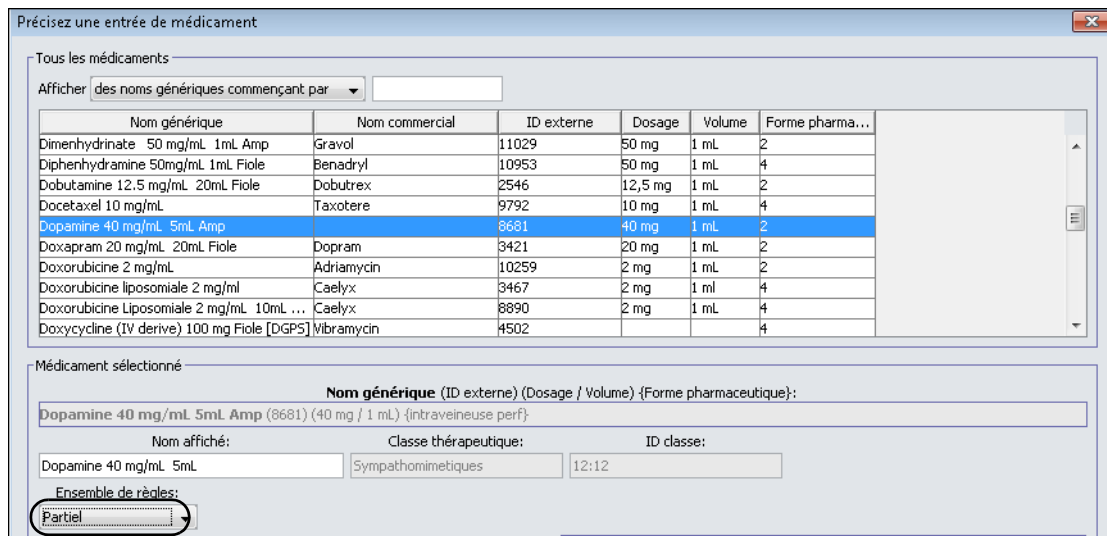 Précisez une entrée de médicament
Tous les médicaments
Afficher des noms génériques commençant par
Nom générique Nom commercial ID externe Dosage Volume Forme pharma...
Dimenhydrinate 50 mg/mL 1mL Amp Gravol 11029 50 mg 1 mL 2
Diphenhydramine 50mg/mL 1mL Fiole Benadryl 10953 50 mg 1 mL 4
Dobutamine 12.5 mg/mL 20mL Fiole Dobutrex 2546 12,5 mg 1 mL 2
Docetaxel 10 mg/mL Taxotere 9792 10 mg 1 mL 4
Dopamine 40 mg/mL 5mL Amp 8681 40 mg 1 mL 2
Doxapram 20 mg/mL 20mL Fiole Dopram 3421 20 mg 1 mL 2
Doxorubicine 2 mg/mL Adriamycin 10259 2 mg 1 mL 2
Doxorubicine liposomiale 2 mg/ml Caelyx 3467 2 mg 1 ml 4
Doxorubicine Liposomiale 2 mg/mL 10mL ... Caelyx 8890 2 mg 1 mL 4
Doxycycline (IV derive) 100 mg Fiole [DGPS] Vibramycin 4502 4
Médicament sélectionné
Nom générique (ID externe) (Dosage / Volume) {Forme pharmaceutique}:
Dopamine 40 mg/mL 5mL Amp (8681) (40 mg / 1 mL) {intraveineuse perf}
Nom affiché: Classe thérapeutique: ID classe:
Dopamine 40 mg/mL 5mL Sympathomimetiques 12:12
Ensemble de règles:
Partiel